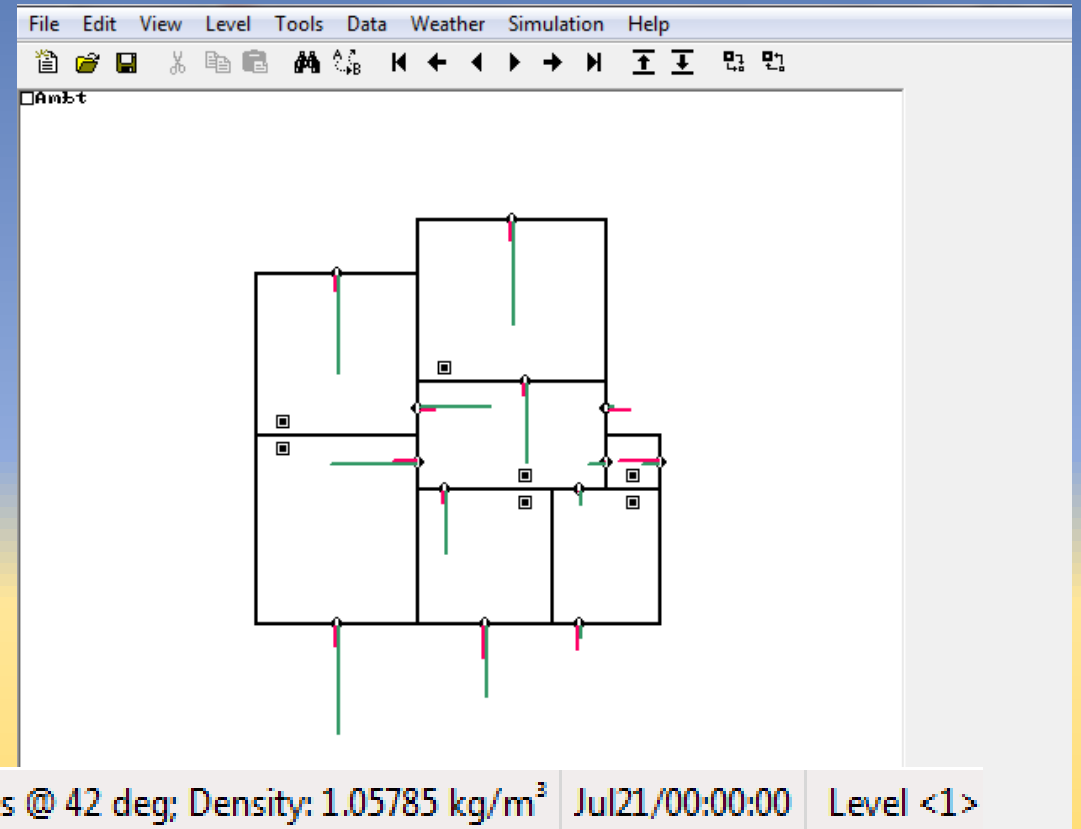 File Edit View Level Tools Data Weather Simulation Help
Ambt
s @ 42 deg; Density: 1.05785 kg/m³ Jul21/00:00:00 Level <1>